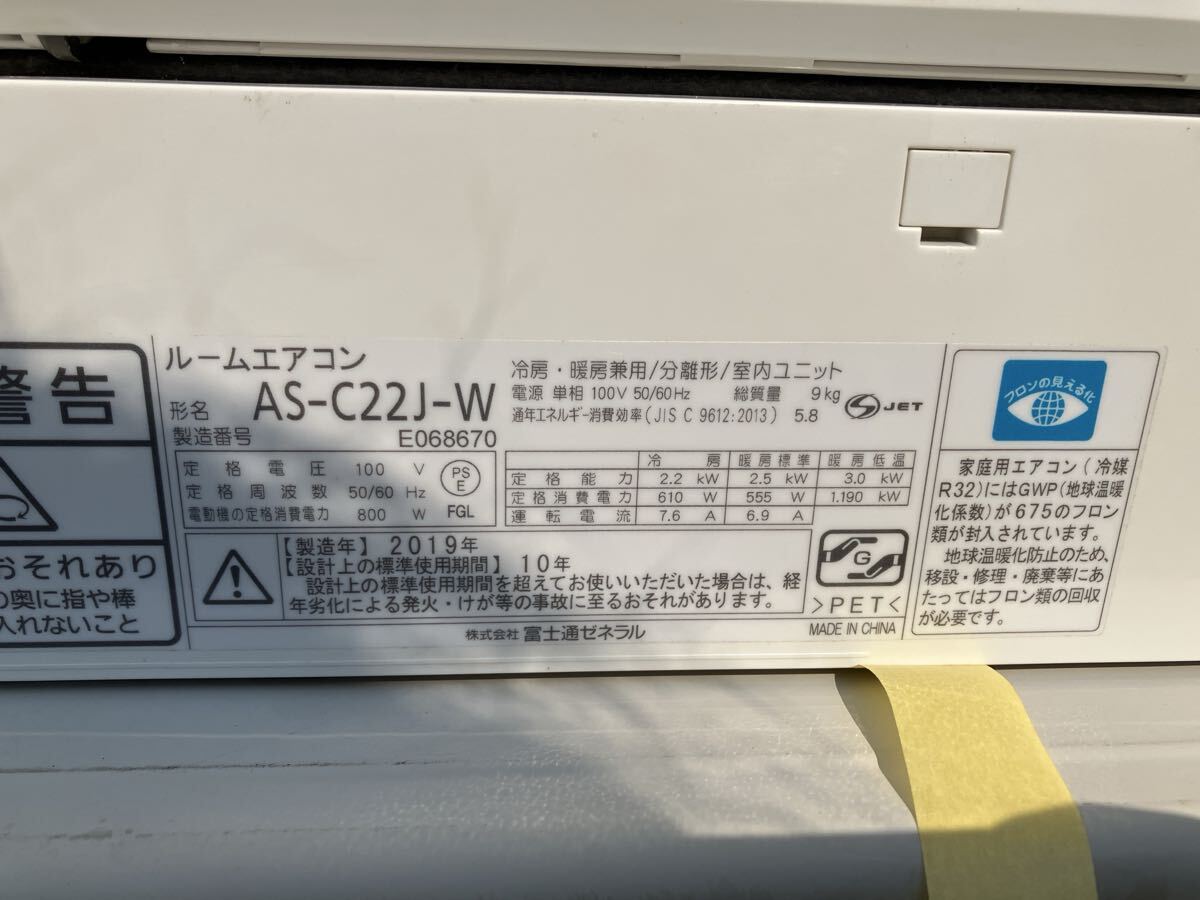 警告
おそれあり
の奥に指や棒
入れないこと
ルームエアコン
形名 AS-C22J-W
製造番号 E068670
冷房・暖房兼用/分離形/室内ユニット
電源 単相 100V 50/60Hz 総質量 9kg
通年エネルギー消費効率(JIS C 9612:2013) 5.8
S JET
定格電圧 100 V
定格周波数 50/60 Hz
電動機の定格消費電力 800 W
PS
E
FGL
冷房 暖房標準 暖房低温
定格能力 2.2 kW 2.5 kW 3.0 kW
定格消費電力 610 W 555 W 1.190 kW
運転電流 7.6 A 6.9 A
【製造年】2019年
【設計上の標準使用期間】10年
設計上の標準使用期間を超えてお使いいただいた場合は、経
年劣化による発火・けが等の事故に至るおそれがあります。
G
>PET<
株式会社 富士通ゼネラル
MADE IN CHINA
フロンの見える化
家庭用エアコン(冷媒
R32)にはGWP(地球温暖
化係数)が675のフロン
類が封入されています。
地球温暖化防止のため、
移設・修理・廃棄等にあ
たってはフロン類の回収
が必要です。